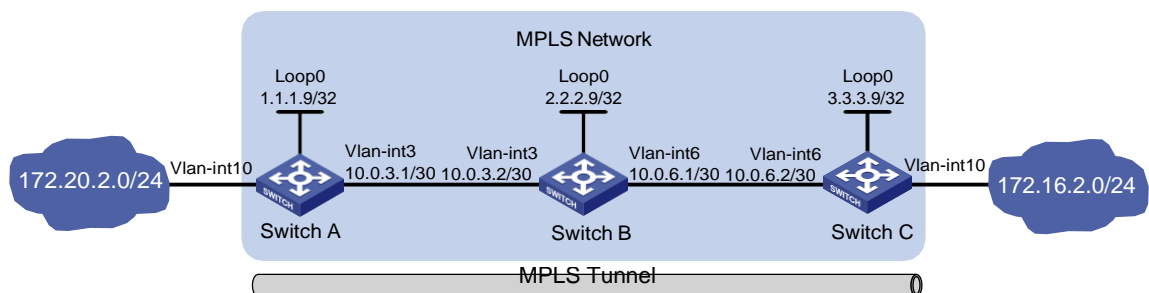 MPLS Network
Loop0
1.1.1.9/32
Loop0
2.2.2.9/32
Loop0
3.3.3.9/32
172.20.2.0/24
Vlan-int10
Vlan-int3
10.0.3.1/30
Vlan-int3
10.0.3.2/30
Vlan-int6
10.0.6.1/30
Vlan-int6
10.0.6.2/30
Vlan-int10
172.16.2.0/24
SWITCH
SWITCH
SWITCH
Switch A
Switch B
Switch C
MPLS Tunnel